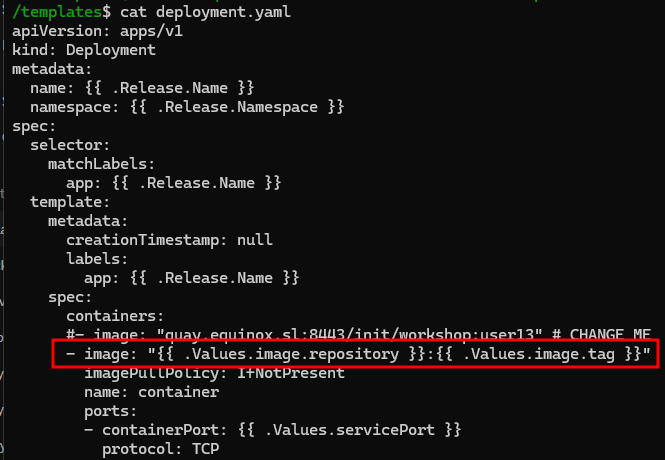 /templates$ cat deployment.yaml
apiVersion: apps/v1
kind: Deployment
metadata:
  name: {{ .Release.Name }}
  namespace: {{ .Release.Namespace }}
spec:
  selector:
    matchLabels:
      app: {{ .Release.Name }}
  template:
    metadata:
      creationTimestamp: null
      labels:
        app: {{ .Release.Name }}
    spec:
      containers:
      #- image: "quay.equinox.sl:8443/init/workshop:user13" # CHANGE ME
      - image: "{{ .Values.image.repository }}:{{ .Values.image.tag }}"
        imagePullPolicy: IfNotPresent
        name: container
        ports:
        - containerPort: {{ .Values.servicePort }}
          protocol: TCP